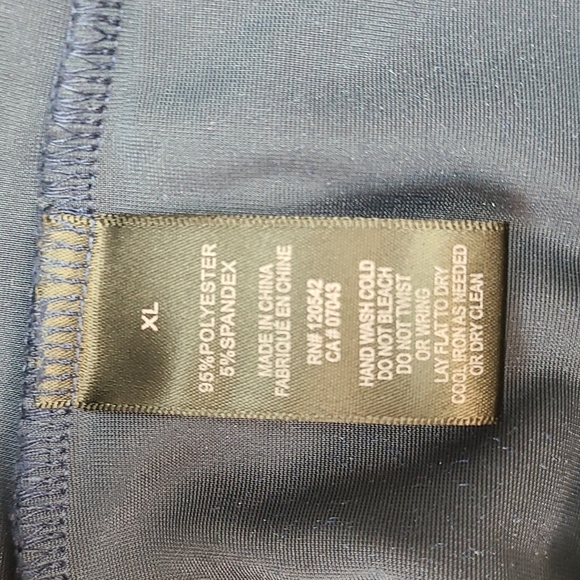 XL
95%POLYESTER
5%SPANDEX
MADE IN CHINA
FABRIQUÉ EN CHINE
RN# 120542
CA # 07043
HAND WASH COLD
DO NOT BLEACH
DO NOT TWIST
OR WRING
LAY FLAT TO DRY
COOL IRON AS NEEDED
OR DRY CLEAN